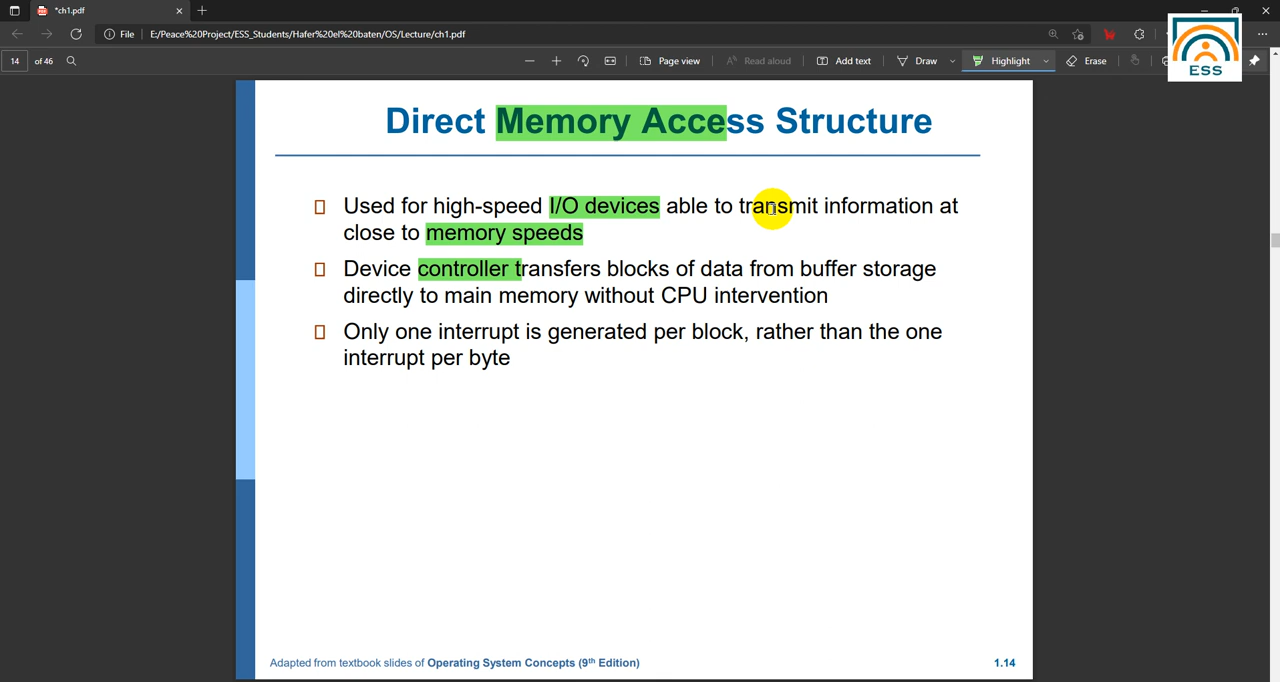 *ch1.pdf
File
E:/Peace%20Project/ESS_Students/Hafer%20el%20baten/OS/Lecture/ch1.pdf
14 of 46
Page view
Read aloud
Add text
Draw
Highlight
Erase
ESS
Direct Memory Access Structure
Used for high-speed I/O devices able to transmit information at
close to memory speeds
Device controller transfers blocks of data from buffer storage
directly to main memory without CPU intervention
Only one interrupt is generated per block, rather than the one
interrupt per byte
Adapted from textbook slides of Operating System Concepts (9th Edition)
1.14